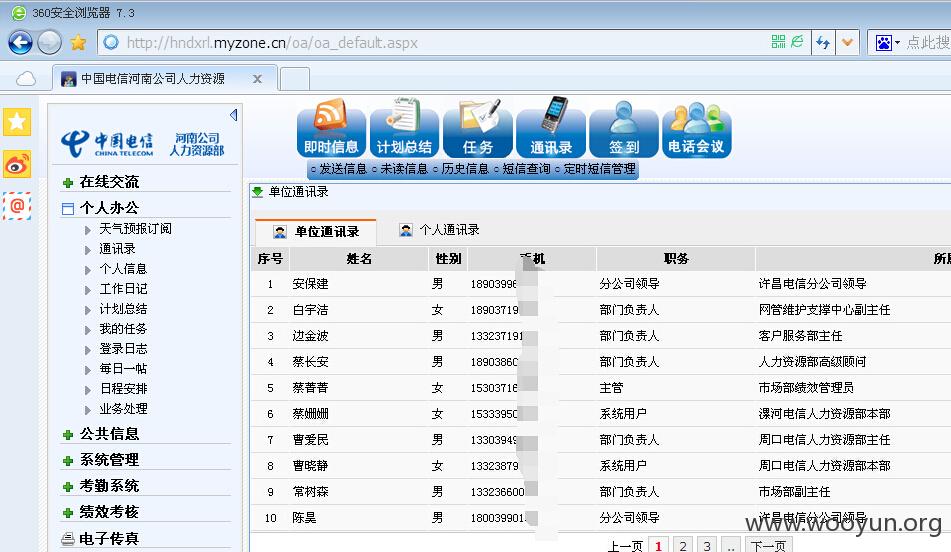 360安全浏览器 7.3
http://hndxrl.myzone.cn/oa/oa_default.aspx
点此搜
中国电信河南公司人力资源
中国电信 CHINA TELECOM
河南公司
人力资源部
在线交流
个人办公
天气预报订阅
通讯录
个人信息
工作日记
计划总结
我的任务
登录日志
每日一帖
日程安排
业务处理
公共信息
系统管理
考勤系统
绩效考核
电子传真
即时信息 计划总结 任务 通讯录 签到 电话会议
发送信息 未读信息 历史信息 短信查询 定时短信管理
单位通讯录
单位通讯录 个人通讯录
序号 姓名 性别 手机 职务 所
1 安保建 男 1890399 分公司领导 许昌电信分公司领导
2 白宇洁 女 18903719 部门负责人 网管维护支撑中心副主任
3 边金波 男 13323719 部门负责人 客户服务部主任
4 蔡长安 男 1890386 部门负责人 人力资源部高级顾问
5 蔡菁菁 女 1530371 主管 市场部绩效管理员
6 蔡姗姗 女 15333950 系统用户 漯河电信人力资源部本部
7 曹爱民 男 13303949 部门负责人 周口电信人力资源部主任
8 曹晓静 女 13323879 系统用户 周口电信人力资源部本部
9 常树森 男 133236600 部门负责人 市场部副主任
10 陈昊 男 18003990 分公司领导 许昌电信分公司领导
上一页 1 2 3 .. 下一页
www.wooyun.org